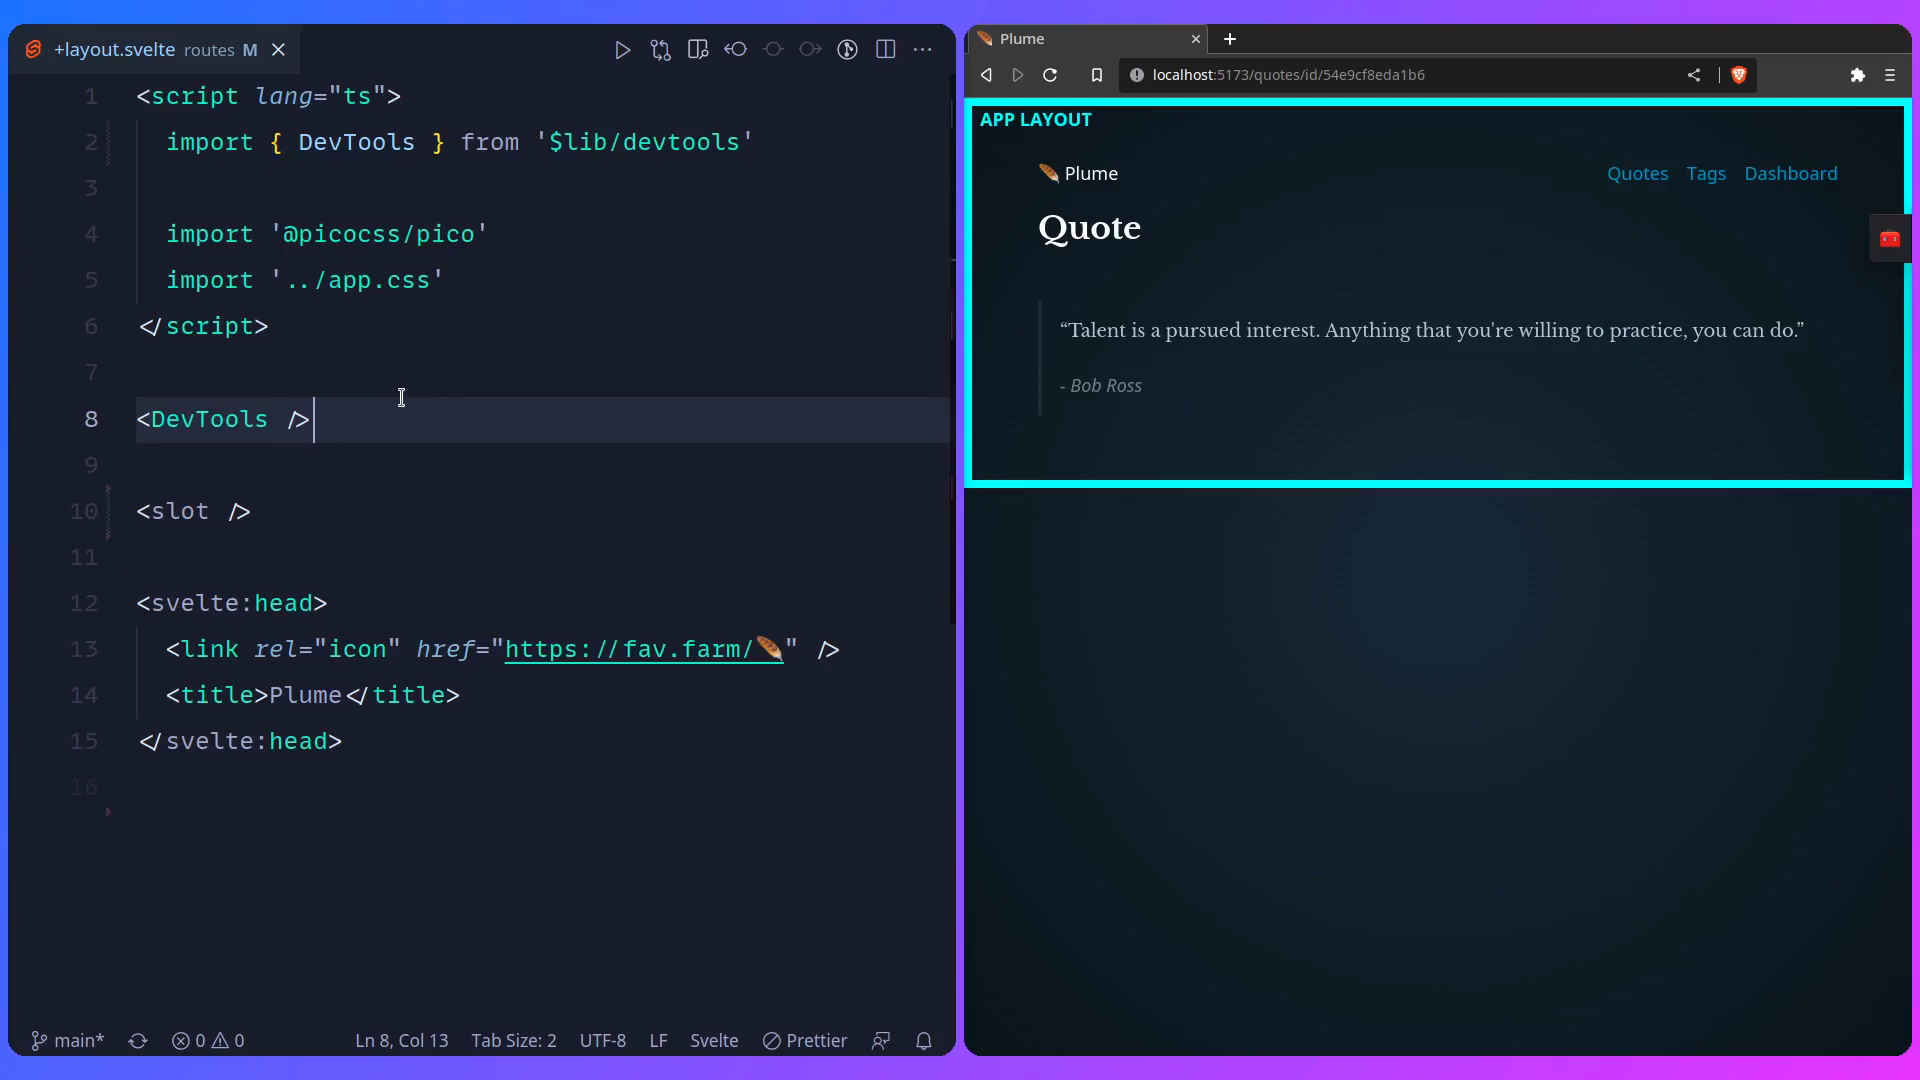 +layout.svelte routes M
1 <script lang="ts">
2 import { DevTools } from '$lib/devtools'
3
4 import '@picocss/pico'
5 import '../app.css'
6 </script>
7
8 <DevTools />
9
10 <slot />
11
12 <svelte:head>
13 <link rel="icon" href="https://fav.farm/🪶" />
14 <title>Plume</title>
15 </svelte:head>
16
main* 0 0 Ln 8, Col 13 Tab Size: 2 UTF-8 LF Svelte Prettier
Plume
localhost:5173/quotes/id/54e9cf8eda1b6
APP LAYOUT
🪶 Plume Quotes Tags Dashboard
Quote
“Talent is a pursued interest. Anything that you're willing to practice, you can do.”
- Bob Ross